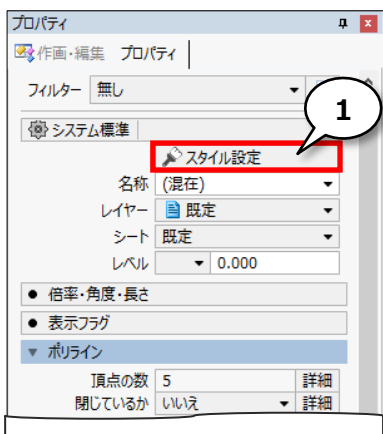 プロパティ
作画・編集 プロパティ
フィルター 無し
1
システム標準
スタイル設定
名称 (混在)
レイヤー 既定
シート 既定
レベル 0.000
倍率・角度・長さ
表示フラグ
ポリライン
頂点の数 5 詳細
閉じているか いいえ 詳細